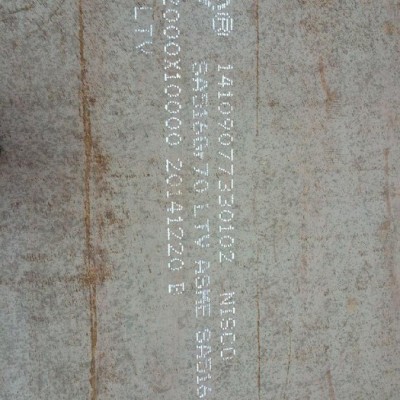 14109077330102 NISCO
SA516Gr70 LTV ASME SA516
2000X10000 20141220
LTV